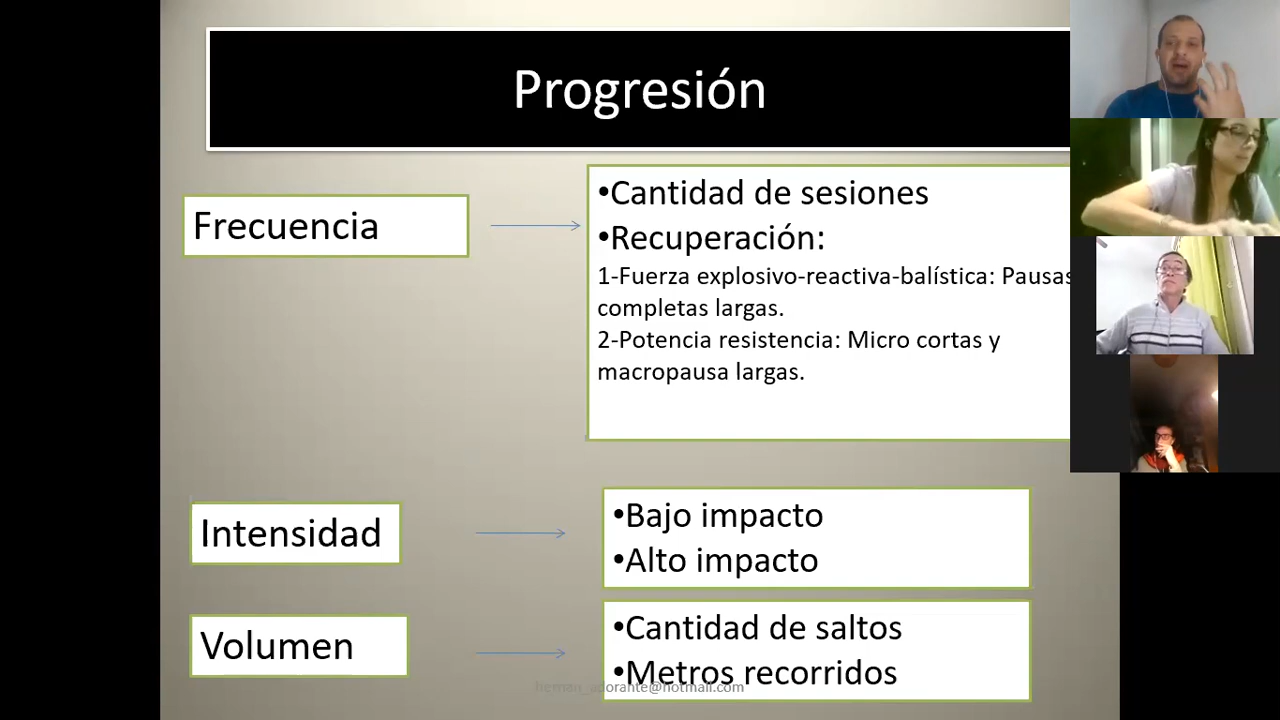 Progresión
Frecuencia
•Cantidad de sesiones
•Recuperación:
1-Fuerza explosivo-reactiva-balística: Pausas
completas largas.
2-Potencia resistencia: Micro cortas y
macropausa largas.
Intensidad
•Bajo impacto
•Alto impacto
Volumen
•Cantidad de saltos
•Metros recorridos